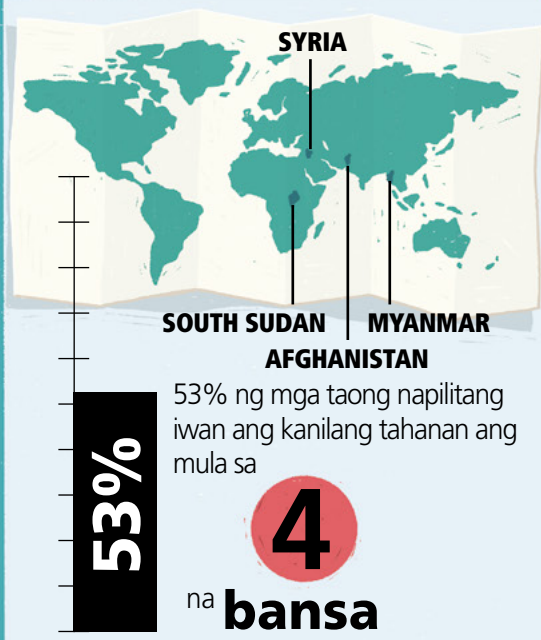 SYRIA
SOUTH SUDAN
MYANMAR
AFGHANISTAN
53% ng mga taong napilitang
iwan ang kanilang tahanan ang
mula sa
4
na bansa
53%